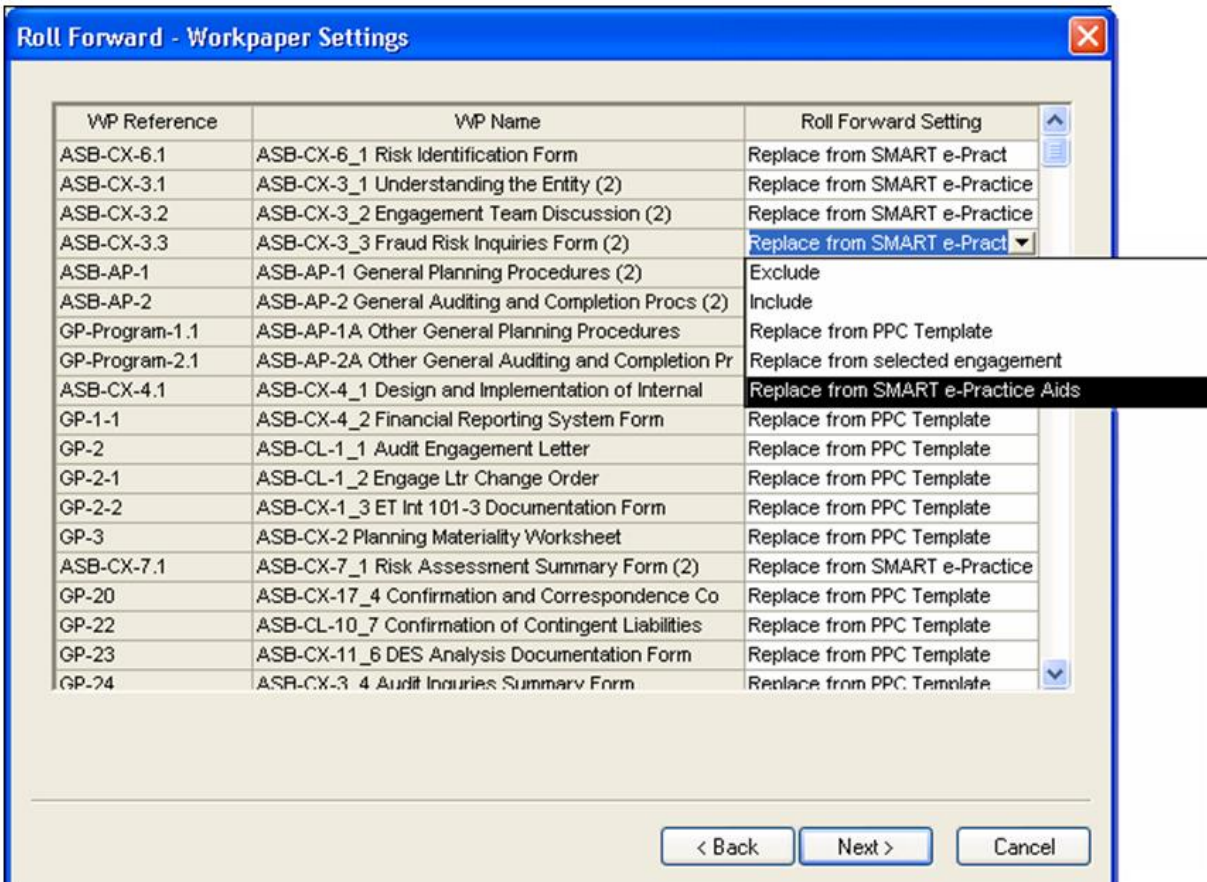 Roll Forward - Workpaper Settings
WP Reference WP Name Roll Forward Setting
ASB-CX-6.1 ASB-CX-6_1 Risk Identification Form Replace from SMART e-Pract
ASB-CX-3.1 ASB-CX-3_1 Understanding the Entity (2) Replace from SMART e-Practice
ASB-CX-3.2 ASB-CX-3_2 Engagement Team Discussion (2) Replace from SMART e-Practice
ASB-CX-3.3 ASB-CX-3_3 Fraud Risk Inquiries Form (2) Replace from SMART e-Pract
ASB-AP-1 ASB-AP-1 General Planning Procedures (2) Exclude
ASB-AP-2 ASB-AP-2 General Auditing and Completion Procs (2) Include
GP-Program-1.1 ASB-AP-1A Other General Planning Procedures Replace from PPC Template
GP-Program-2.1 ASB-AP-2A Other General Auditing and Completion Pr Replace from selected engagement
ASB-CX-4.1 ASB-CX-4_1 Design and Implementation of Internal Replace from SMART e-Practice Aids
GP-1-1 ASB-CX-4_2 Financial Reporting System Form Replace from PPC Template
GP-2 ASB-CL-1_1 Audit Engagement Letter Replace from PPC Template
GP-2-1 ASB-CL-1_2 Engage Ltr Change Order Replace from PPC Template
GP-2-2 ASB-CX-1_3 ET Int 101-3 Documentation Form Replace from PPC Template
GP-3 ASB-CX-2 Planning Materiality Worksheet Replace from PPC Template
ASB-CX-7.1 ASB-CX-7_1 Risk Assessment Summary Form (2) Replace from SMART e-Practice
GP-20 ASB-CX-17_4 Confirmation and Correspondence Co Replace from PPC Template
GP-22 ASB-CL-10_7 Confirmation of Contingent Liabilities Replace from PPC Template
GP-23 ASB-CX-11_6 DES Analysis Documentation Form Replace from PPC Template
GP-24 ASB-CX-3_4 Audit Inquries Summary Form Replace from PPC Template
< Back Next > Cancel